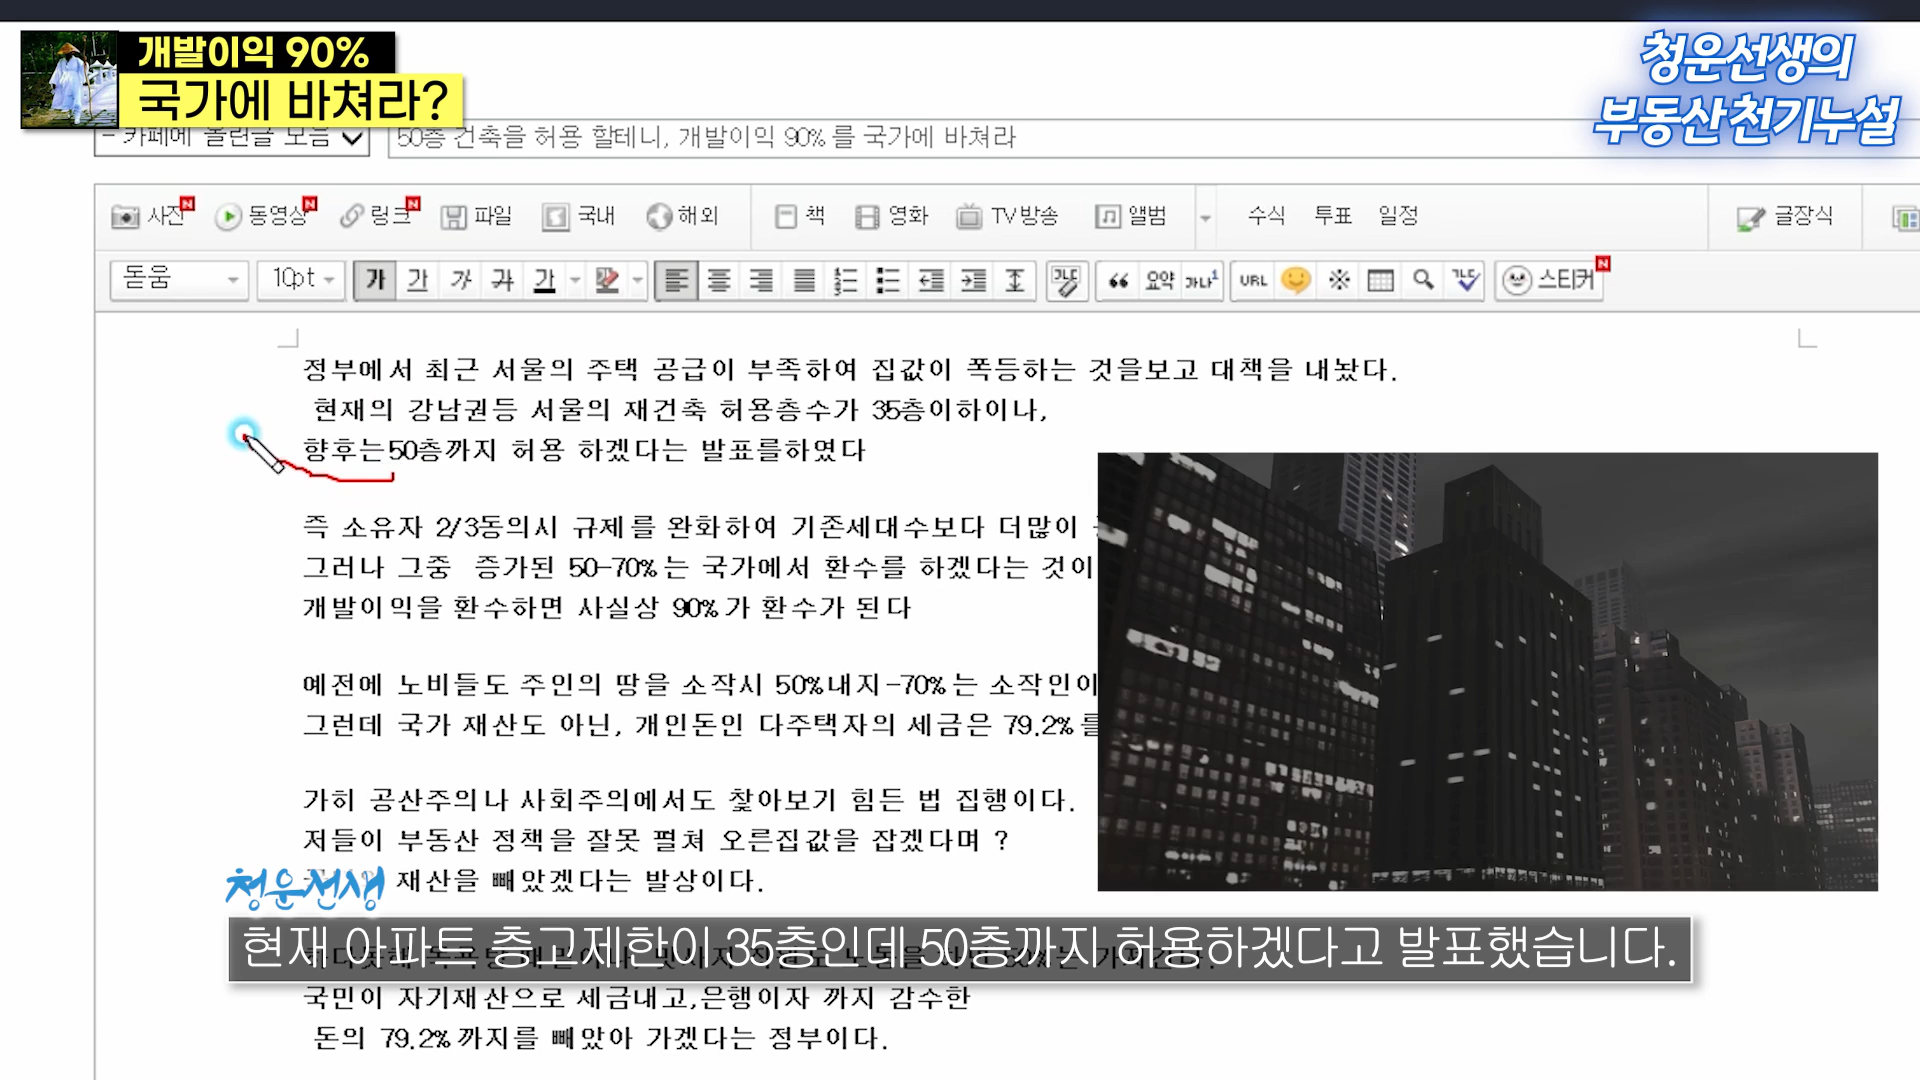 개발이익 90%
국가에 바쳐라?
청운선생의
부동산 천기누설
- 카페에 올린글 모음
50층 건축을 허용 할테니, 개발이익 90%를 국가에 바쳐라
사진 동영상 링크 파일 국내 해외 책 영화 TV방송 앨범 수식 투표 일정 글장식
돋움 10pt 가 가 가 가 가 요약 가나1 URL 스티커
정부에서 최근 서울의 주택 공급이 부족하여 집값이 폭등하는 것을보고 대책을 내놨다.
현재의 강남권등 서울의 재건축 허용층수가 35층이하이나,
향후는50층까지 허용 하겠다는 발표를하였다
즉 소유자 2/3동의시 규제를 완화하여 기존세대수보다 더많이
그러나 그중 증가된 50-70%는 국가에서 환수를 하겠다는 것이
개발이익을 환수하면 사실상 90%가 환수가 된다
예전에 노비들도 주인의 땅을 소작시 50%내지-70%는 소작인이
그런데 국가 재산도 아닌, 개인돈인 다주택자의 세금은 79.2%를
가히 공산주의나 사회주의에서도 찾아보기 힘든 법 집행이다.
저들이 부동산 정책을 잘못 펼쳐 오른집값을 잡겠다며 ?
재산을 빼았겠다는 발상이다.
청운선생
현재 아파트 층고제한이 35층인데 50층까지 허용하겠다고 발표했습니다.
국민이 자기재산으로 세금내고,은행이자 까지 감수한
돈의 79.2%까지를 빼았아 가겠다는 정부이다.